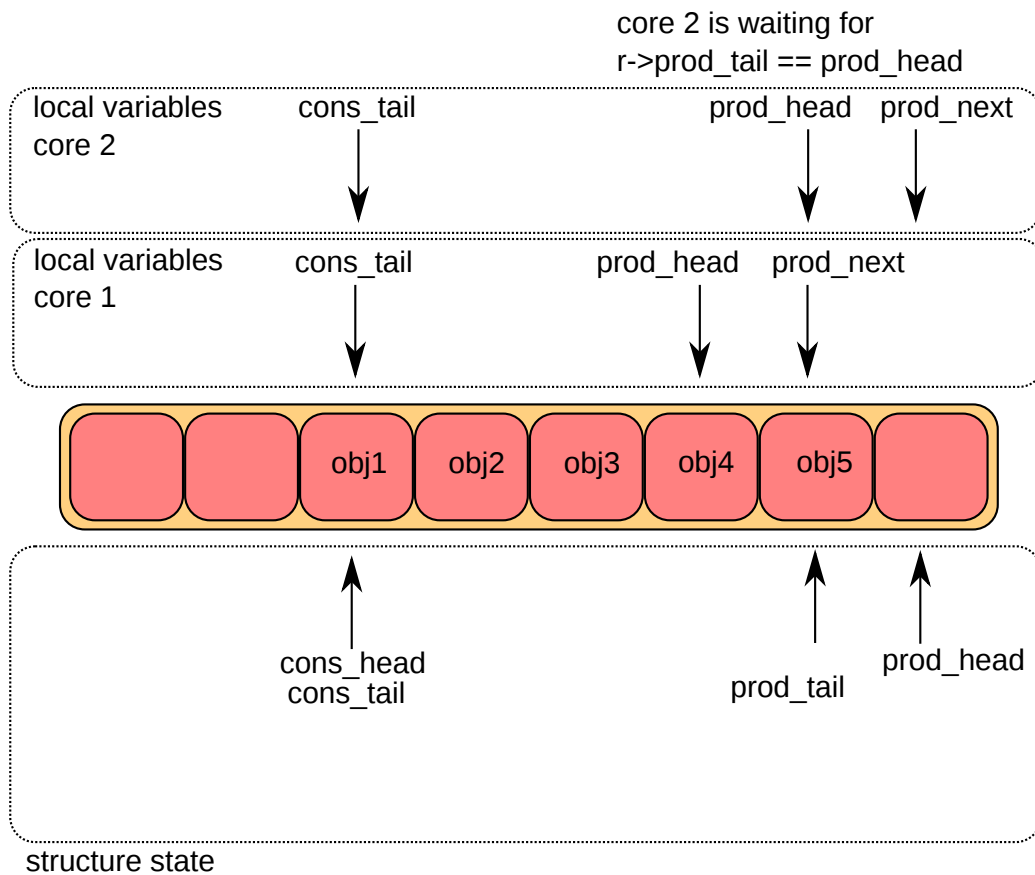 core 2 is waiting for
r->prod_tail == prod_head
local variables
core 2
cons_tail
prod_head
prod_next
local variables
core 1
cons_tail
prod_head
prod_next
obj1
obj2
obj3
obj4
obj5
cons_head
cons_tail
prod_tail
prod_head
structure state